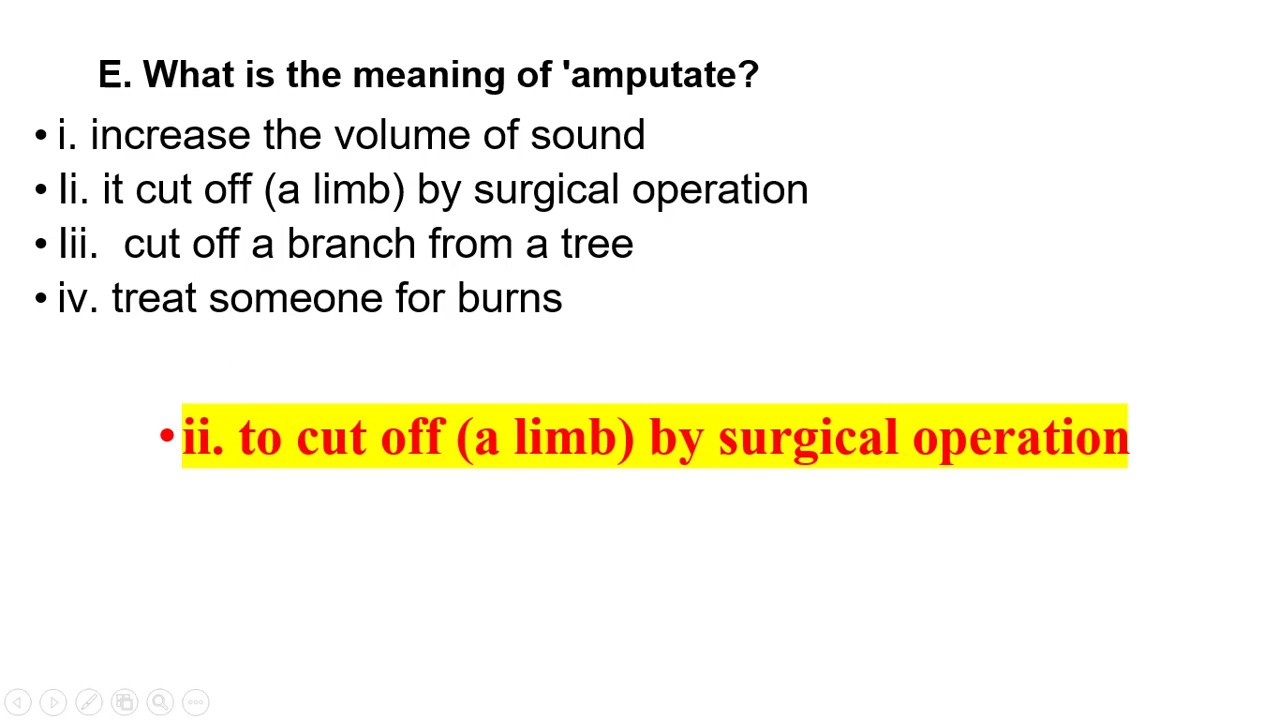 E. What is the meaning of 'amputate?
• i. increase the volume of sound
• Ii. it cut off (a limb) by surgical operation
• Iii.  cut off a branch from a tree
• iv. treat someone for burns
• ii. to cut off (a limb) by surgical operation